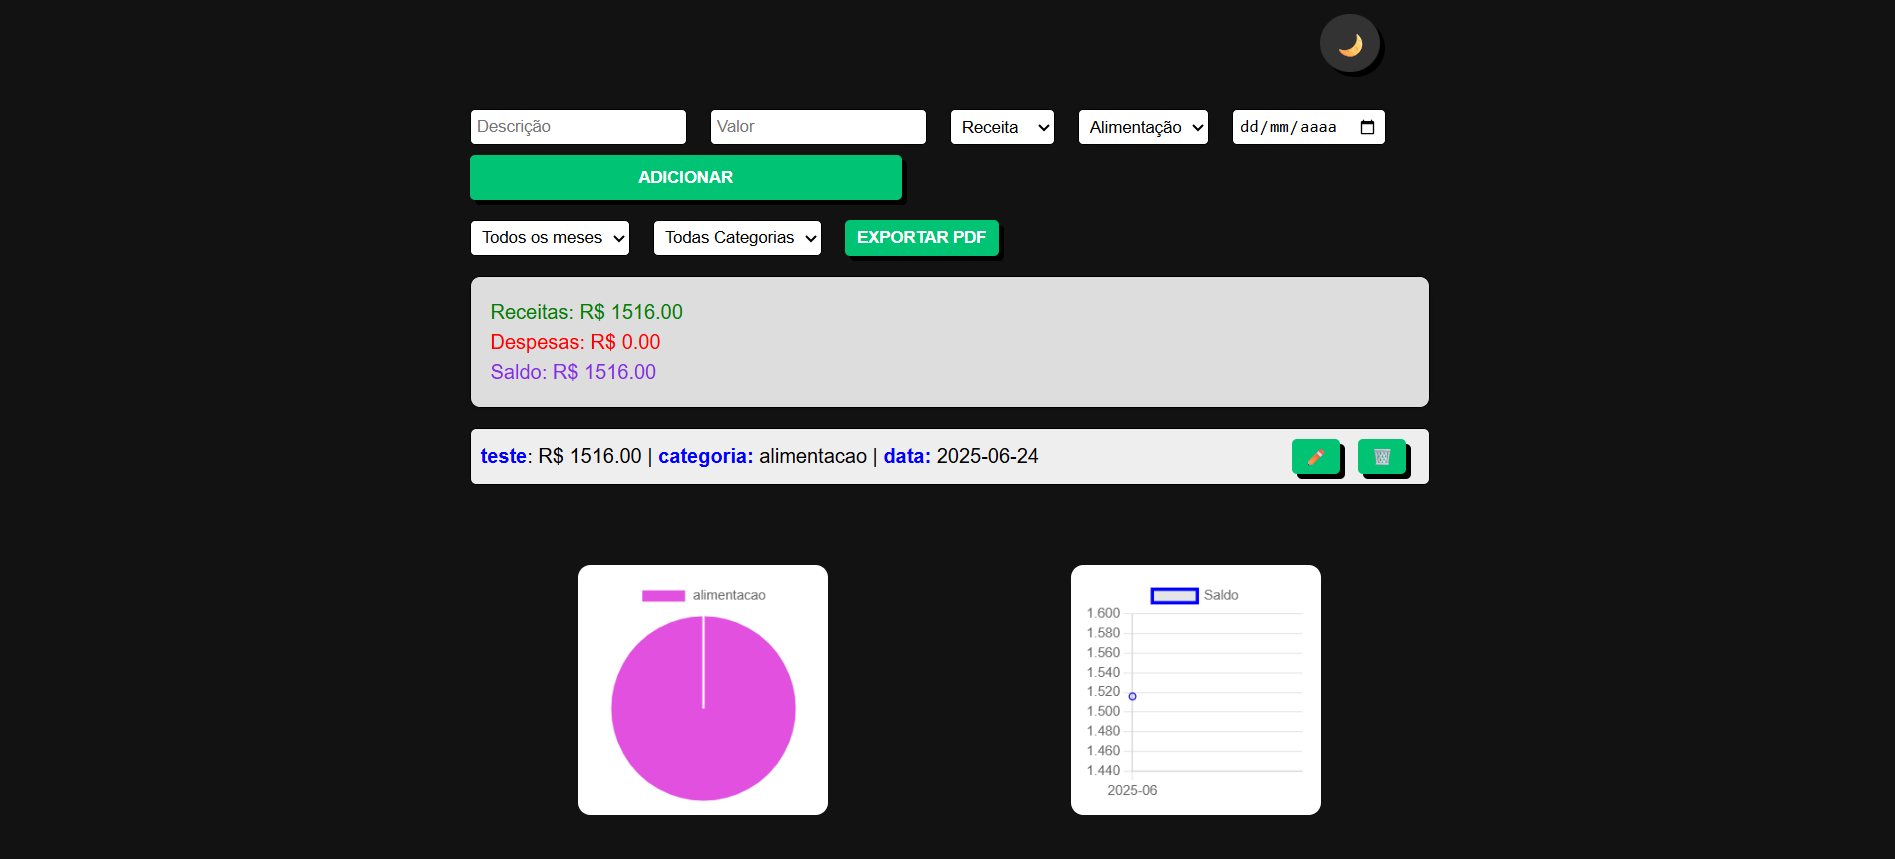 Descrição Valor Receita Alimentação dd/mm/aaaa
ADICIONAR
Todos os meses Todas Categorias EXPORTAR PDF
Receitas: R$ 1516.00
Despesas: R$ 0.00
Saldo: R$ 1516.00
teste: R$ 1516.00 | categoria: alimentacao | data: 2025-06-24
alimentacao
Saldo
1.600
1.580
1.560
1.540
1.520
1.500
1.480
1.460
1.440
2025-06